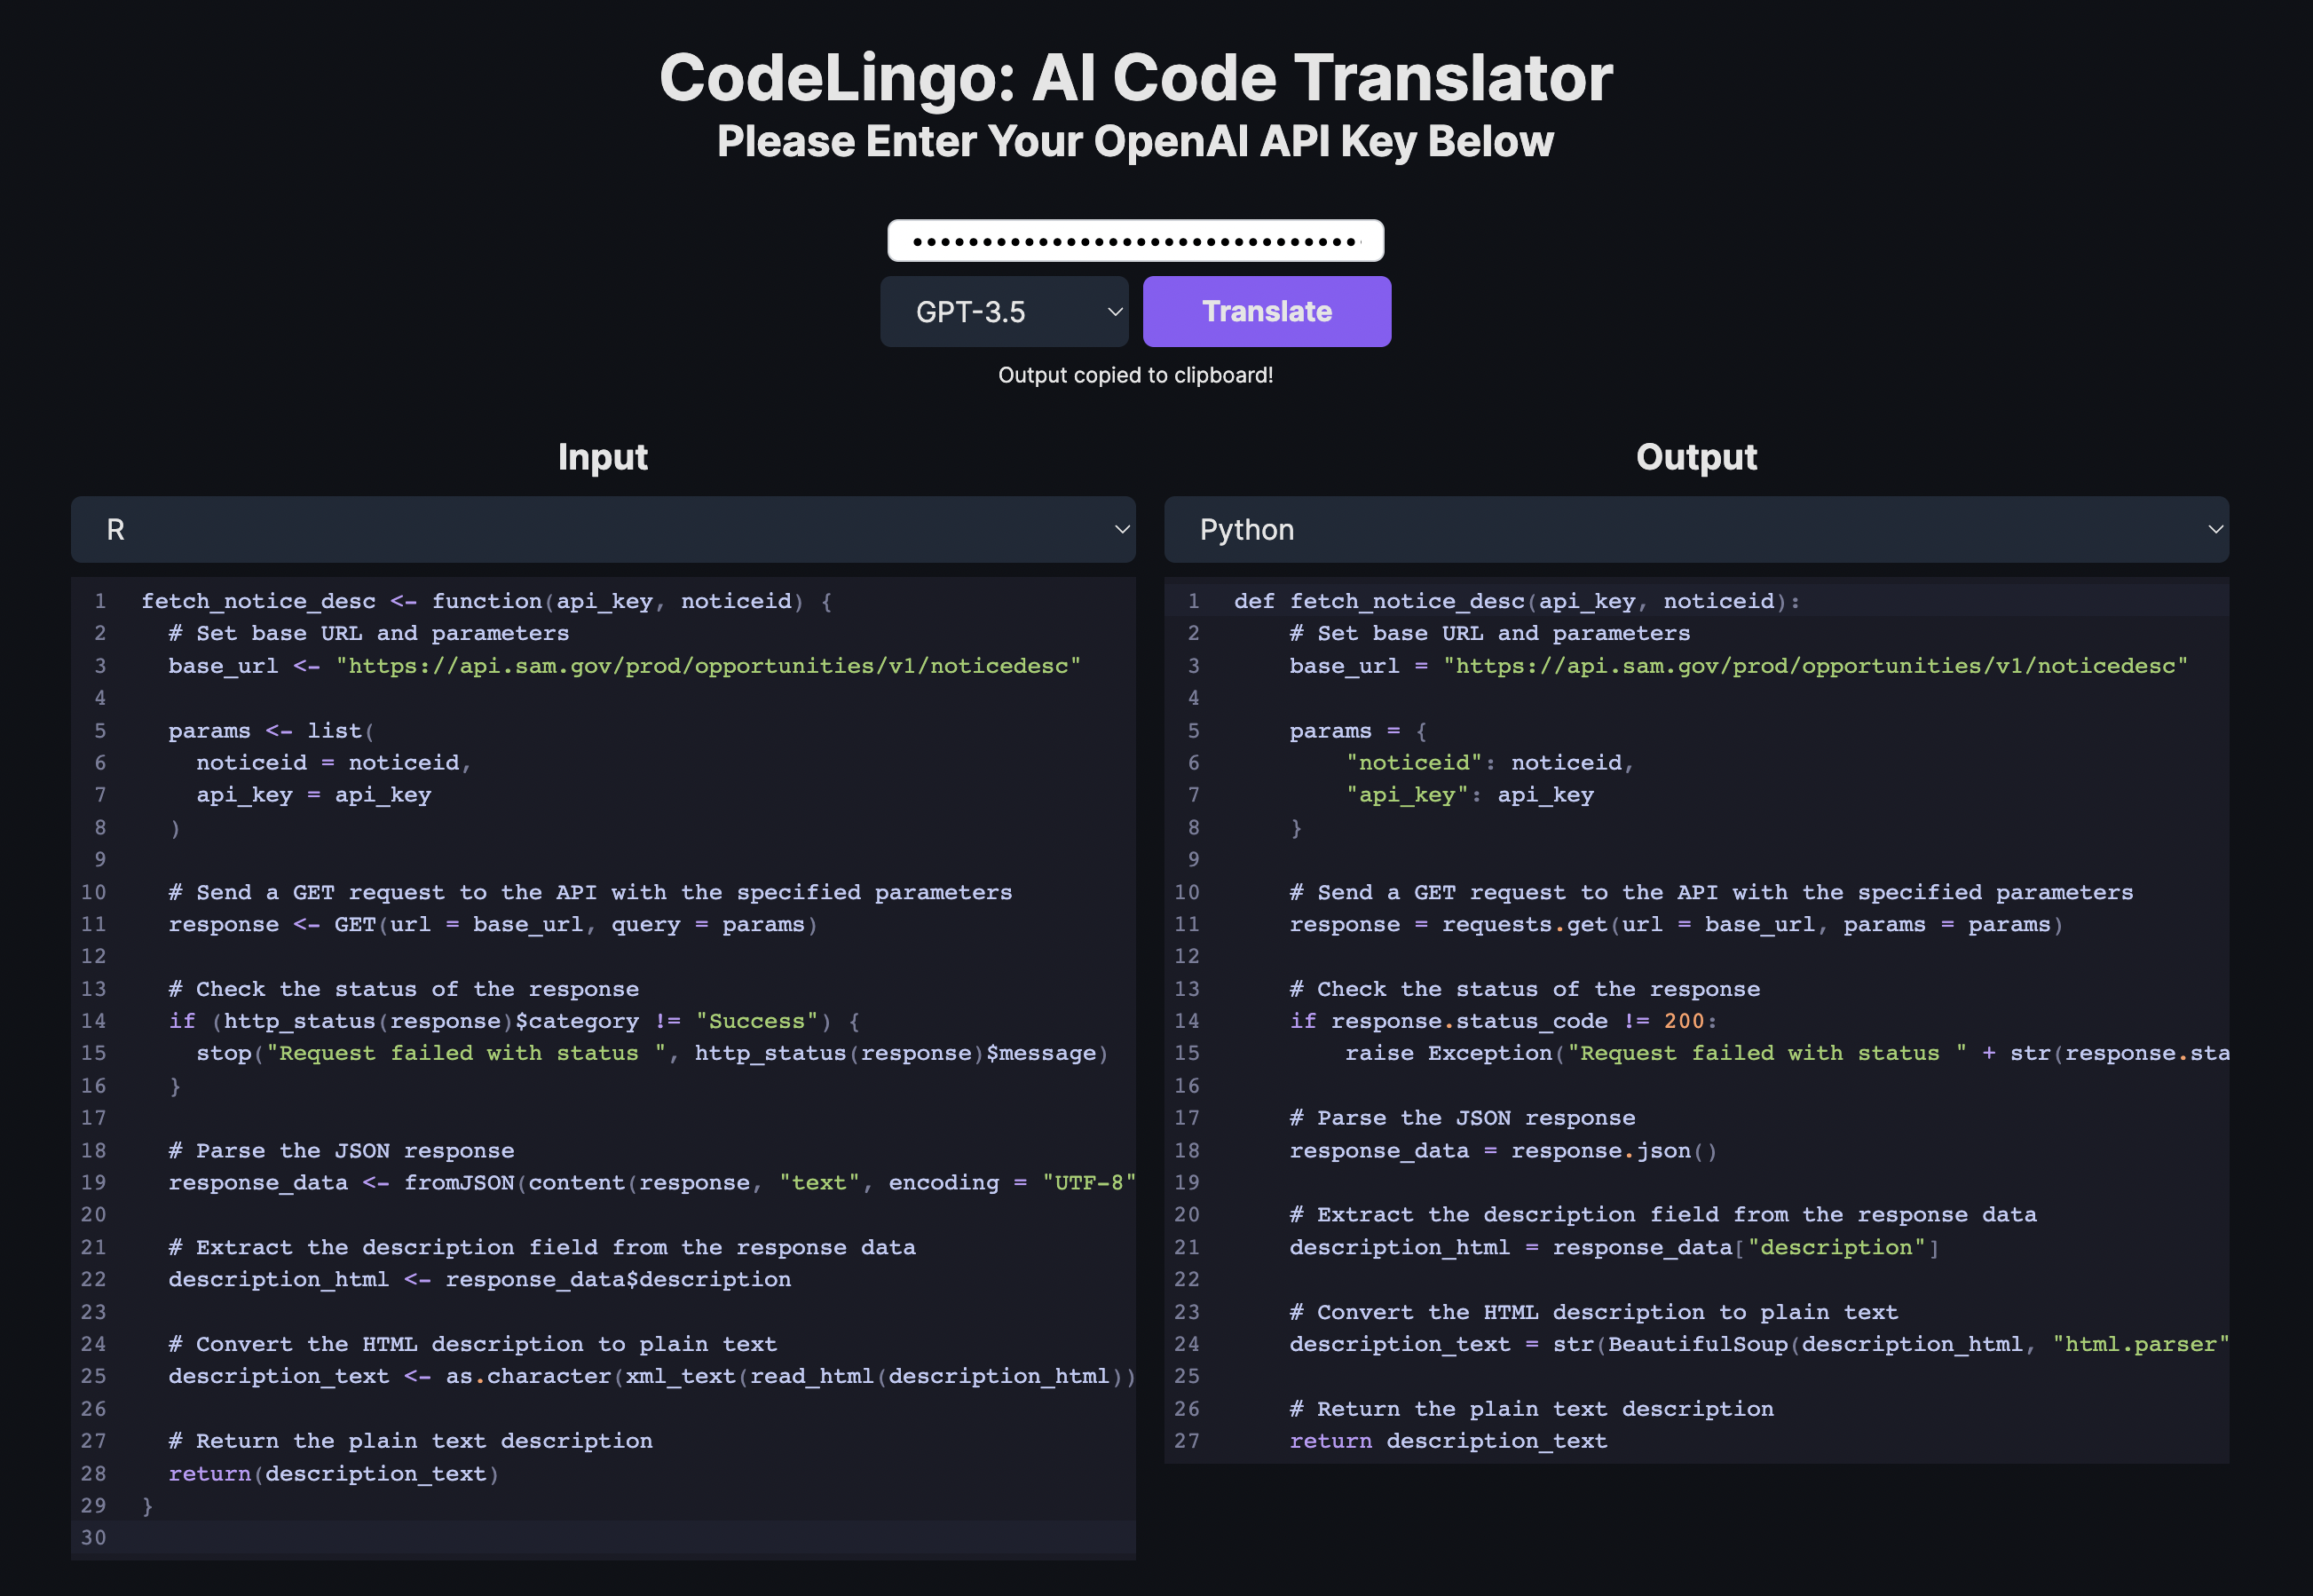 CodeLingo: AI Code Translator
Please Enter Your OpenAI API Key Below
GPT-3.5
Translate
Output copied to clipboard!
Input
R
1 fetch_notice_desc <- function(api_key, noticeid) {
2   # Set base URL and parameters
3   base_url <- "https://api.sam.gov/prod/opportunities/v1/noticedesc"
4
5   params <- list(
6     noticeid = noticeid,
7     api_key = api_key
8   )
9
10   # Send a GET request to the API with the specified parameters
11   response <- GET(url = base_url, query = params)
12
13   # Check the status of the response
14   if (http_status(response)$category != "Success") {
15     stop("Request failed with status ", http_status(response)$message)
16   }
17
18   # Parse the JSON response
19   response_data <- fromJSON(content(response, "text", encoding = "UTF-8"
20
21   # Extract the description field from the response data
22   description_html <- response_data$description
23
24   # Convert the HTML description to plain text
25   description_text <- as.character(xml_text(read_html(description_html))
26
27   # Return the plain text description
28   return(description_text)
29 }
30
Output
Python
1 def fetch_notice_desc(api_key, noticeid):
2     # Set base URL and parameters
3     base_url = "https://api.sam.gov/prod/opportunities/v1/noticedesc"
4
5     params = {
6         "noticeid": noticeid,
7         "api_key": api_key
8     }
9
10     # Send a GET request to the API with the specified parameters
11     response = requests.get(url = base_url, params = params)
12
13     # Check the status of the response
14     if response.status_code != 200:
15         raise Exception("Request failed with status " + str(response.sta
16
17     # Parse the JSON response
18     response_data = response.json()
19
20     # Extract the description field from the response data
21     description_html = response_data["description"]
22
23     # Convert the HTML description to plain text
24     description_text = str(BeautifulSoup(description_html, "html.parser"
25
26     # Return the plain text description
27     return description_text